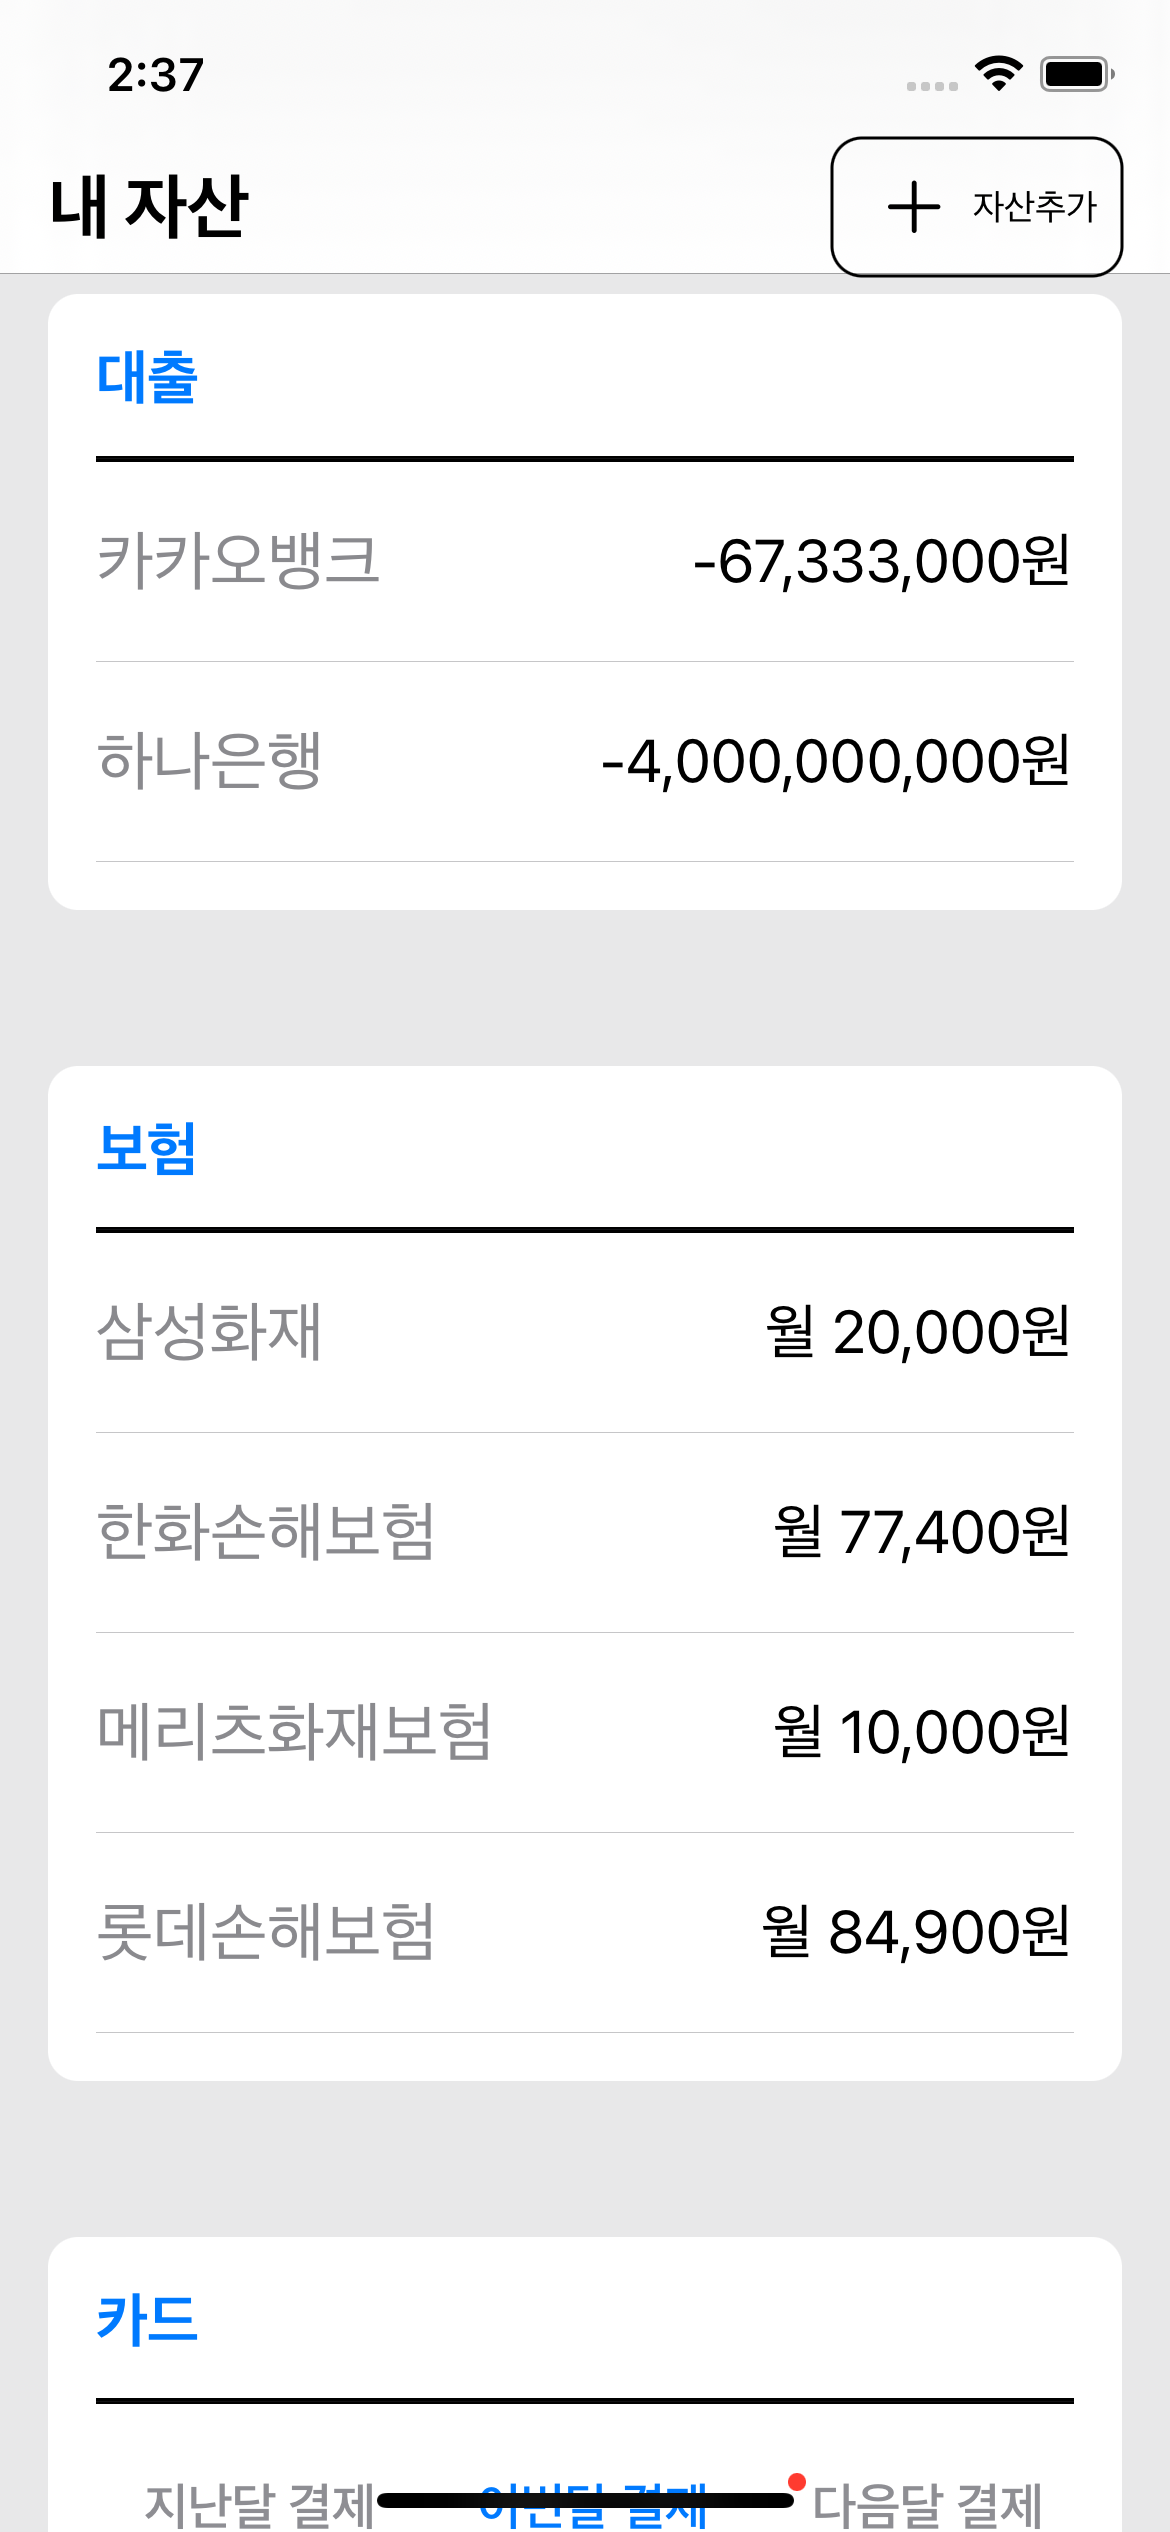 2:37
내 자산
자산추가
대출
카카오뱅크 -67,333,000원
하나은행 -4,000,000,000원
보험
삼성화재 월 20,000원
한화손해보험 월 77,400원
메리츠화재보험 월 10,000원
롯데손해보험 월 84,900원
카드
지난달 결제 이번달 결제 다음달 결제